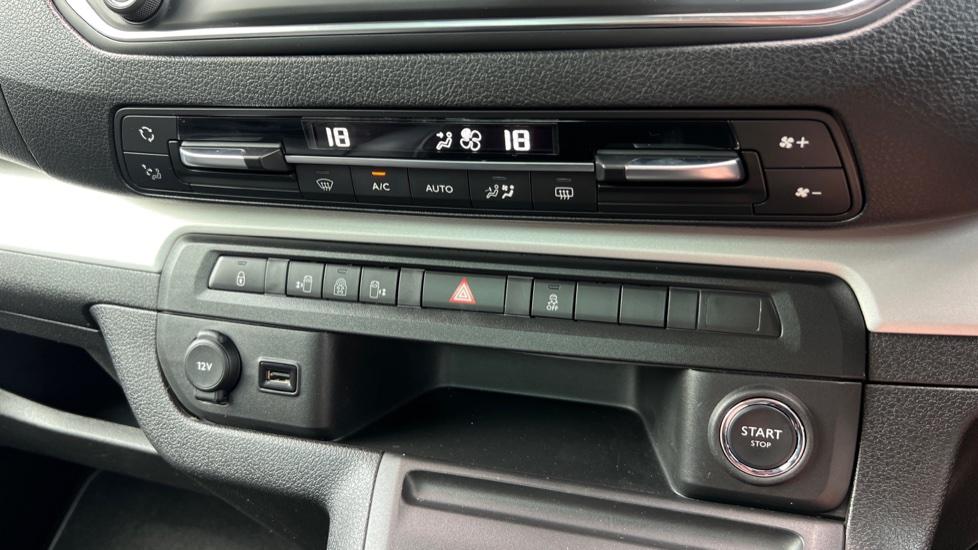 18 18
A/C AUTO
OFF
12V
START
STOP